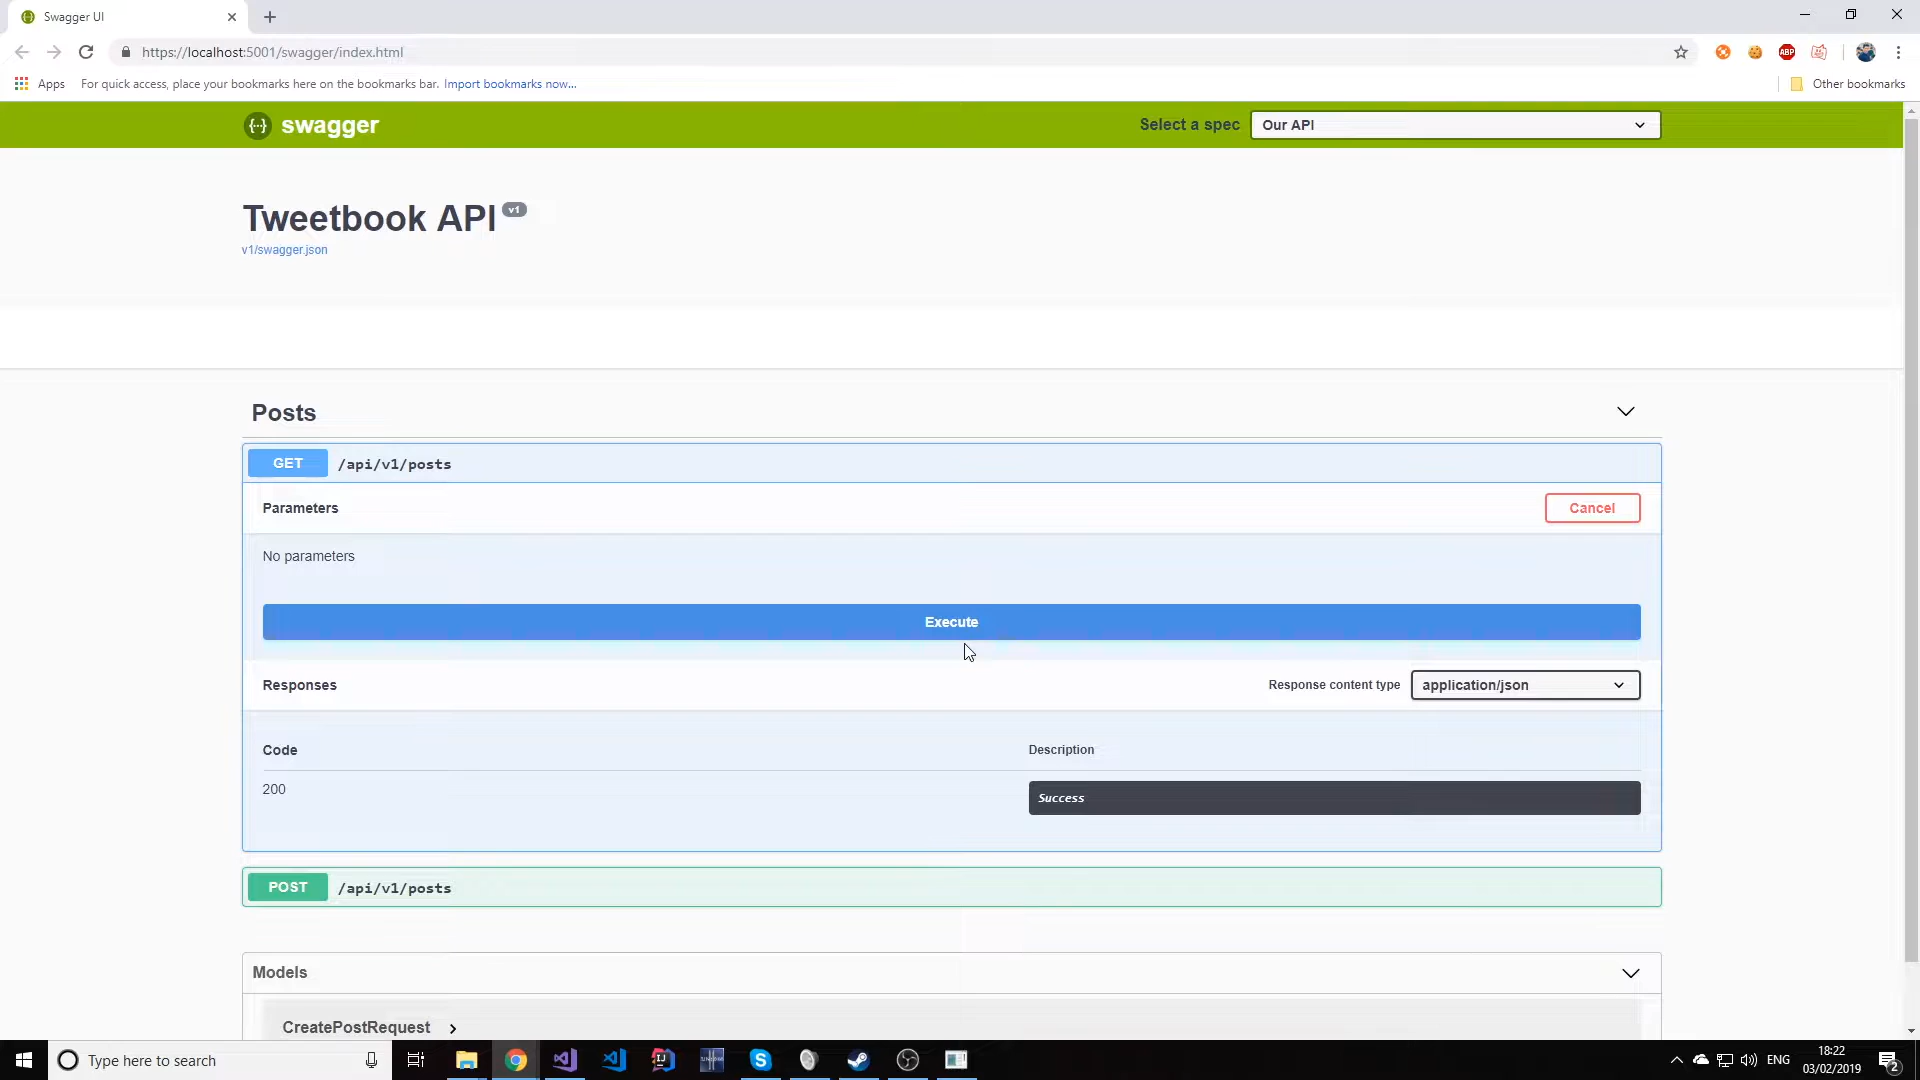 Swagger UI
https://localhost:5001/swagger/index.html
ABP
Apps
For quick access, place your bookmarks here on the bookmarks bar. Import bookmarks now...
Other bookmarks
{···} swagger
Select a spec
Our API
Tweetbook API v1
v1/swagger.json
Posts
GET /api/v1/posts
Parameters
Cancel
No parameters
Execute
Responses
Response content type
application/json
Code
Description
200
Success
POST /api/v1/posts
Models
CreatePostRequest
Type here to search
ENG
18:22
03/02/2019
2